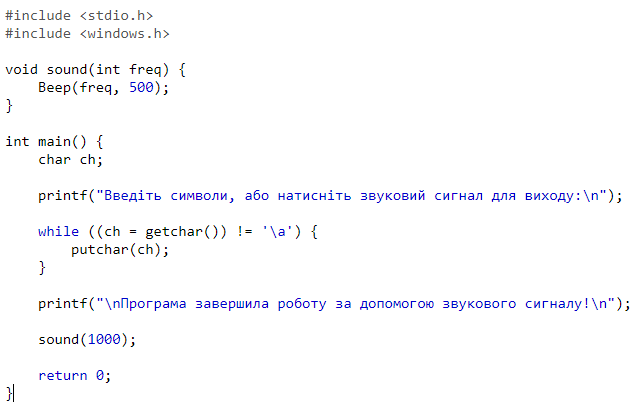 #include <stdio.h>
#include <windows.h>

void sound(int freq) {
    Beep(freq, 500);
}

int main() {
    char ch;

    printf("Введіть символи, або натисніть звуковий сигнал для виходу:\n");

    while ((ch = getchar()) != '\a') {
        putchar(ch);
    }

    printf("\nПрограма завершила роботу за допомогою звукового сигналу!\n");

    sound(1000);

    return 0;
}